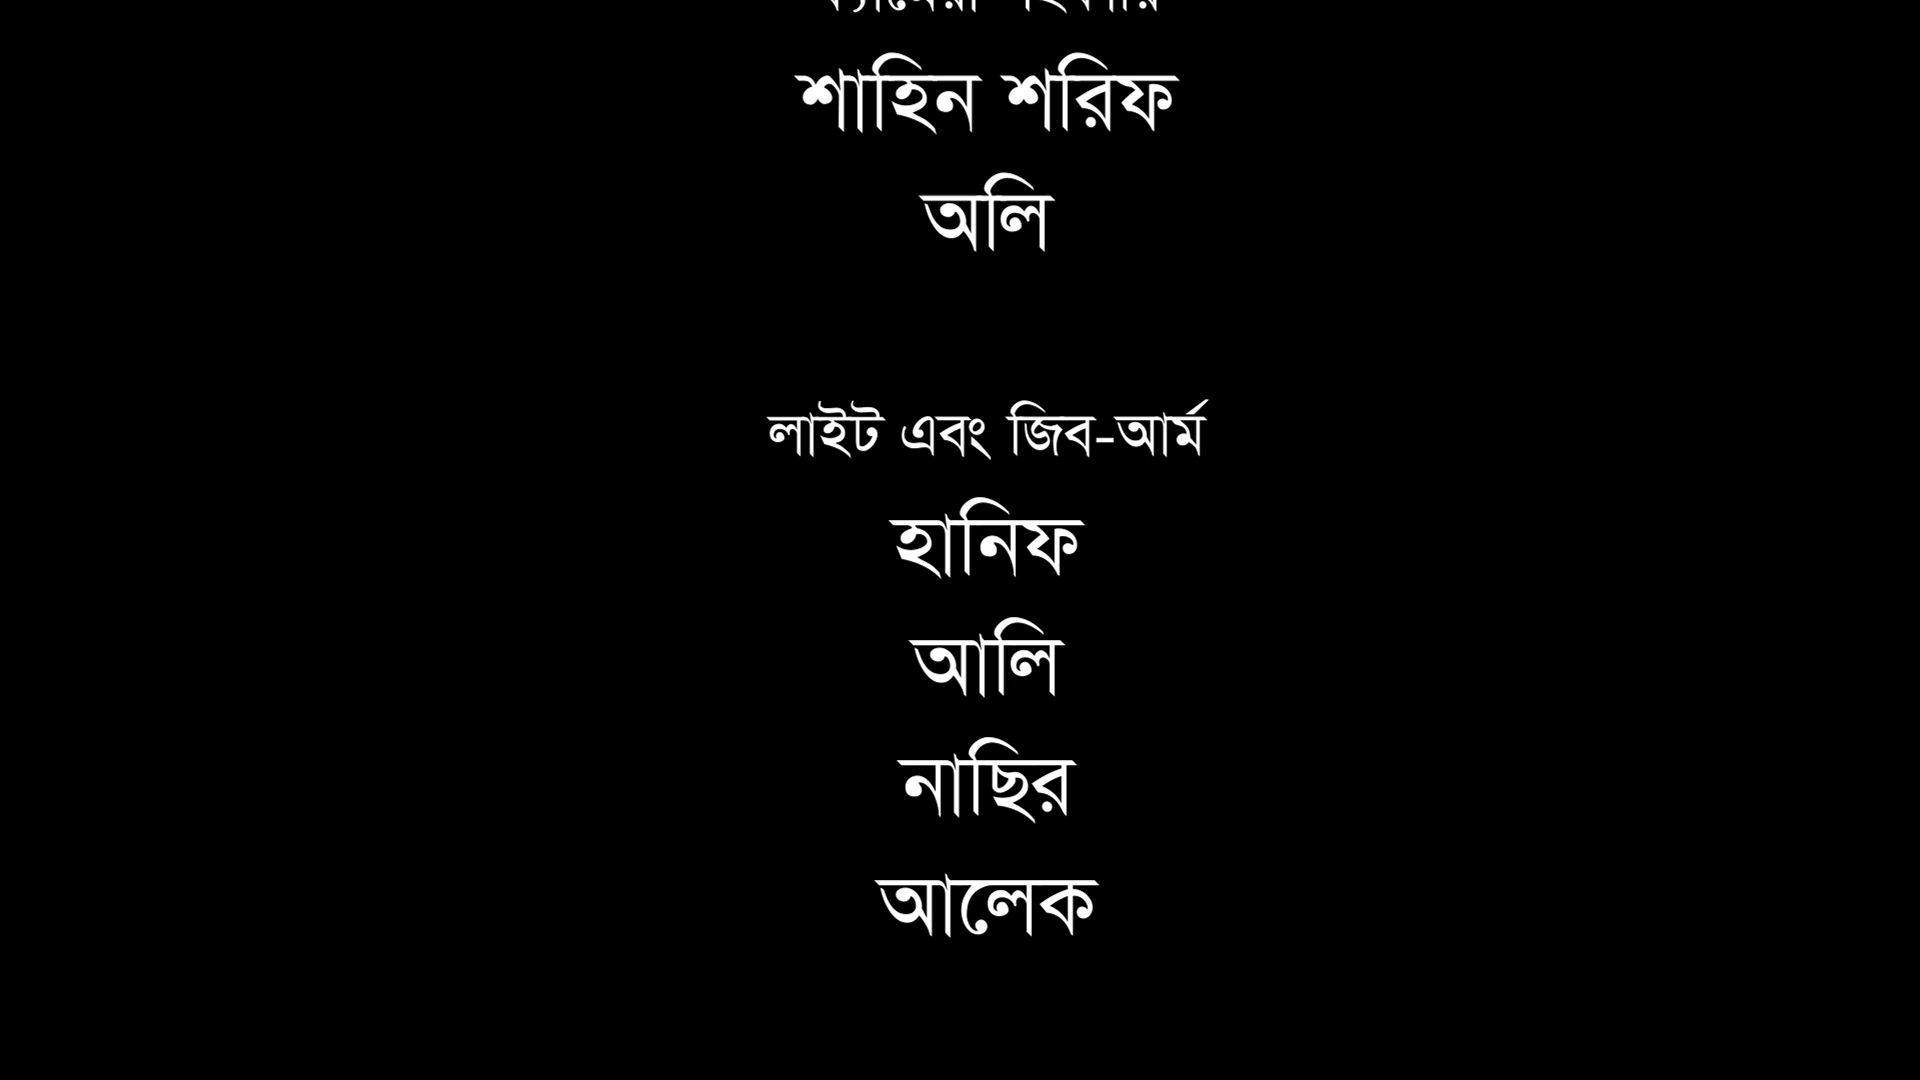 শাহিন শরিফ
অলি
লাইট এবং জিব-আর্ম
হানিফ
আলি
নাছির
আলেক